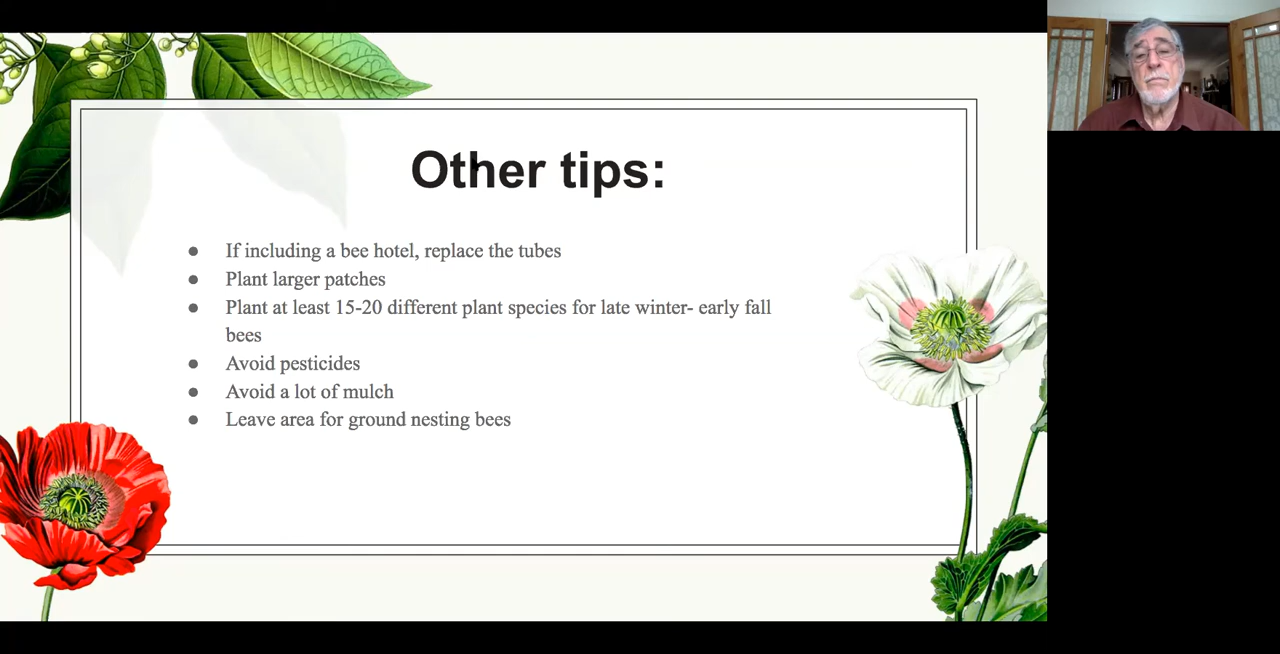 Other tips:
● If including a bee hotel, replace the tubes
● Plant larger patches
● Plant at least 15-20 different plant species for late winter- early fall
bees
● Avoid pesticides
● Avoid a lot of mulch
● Leave area for ground nesting bees